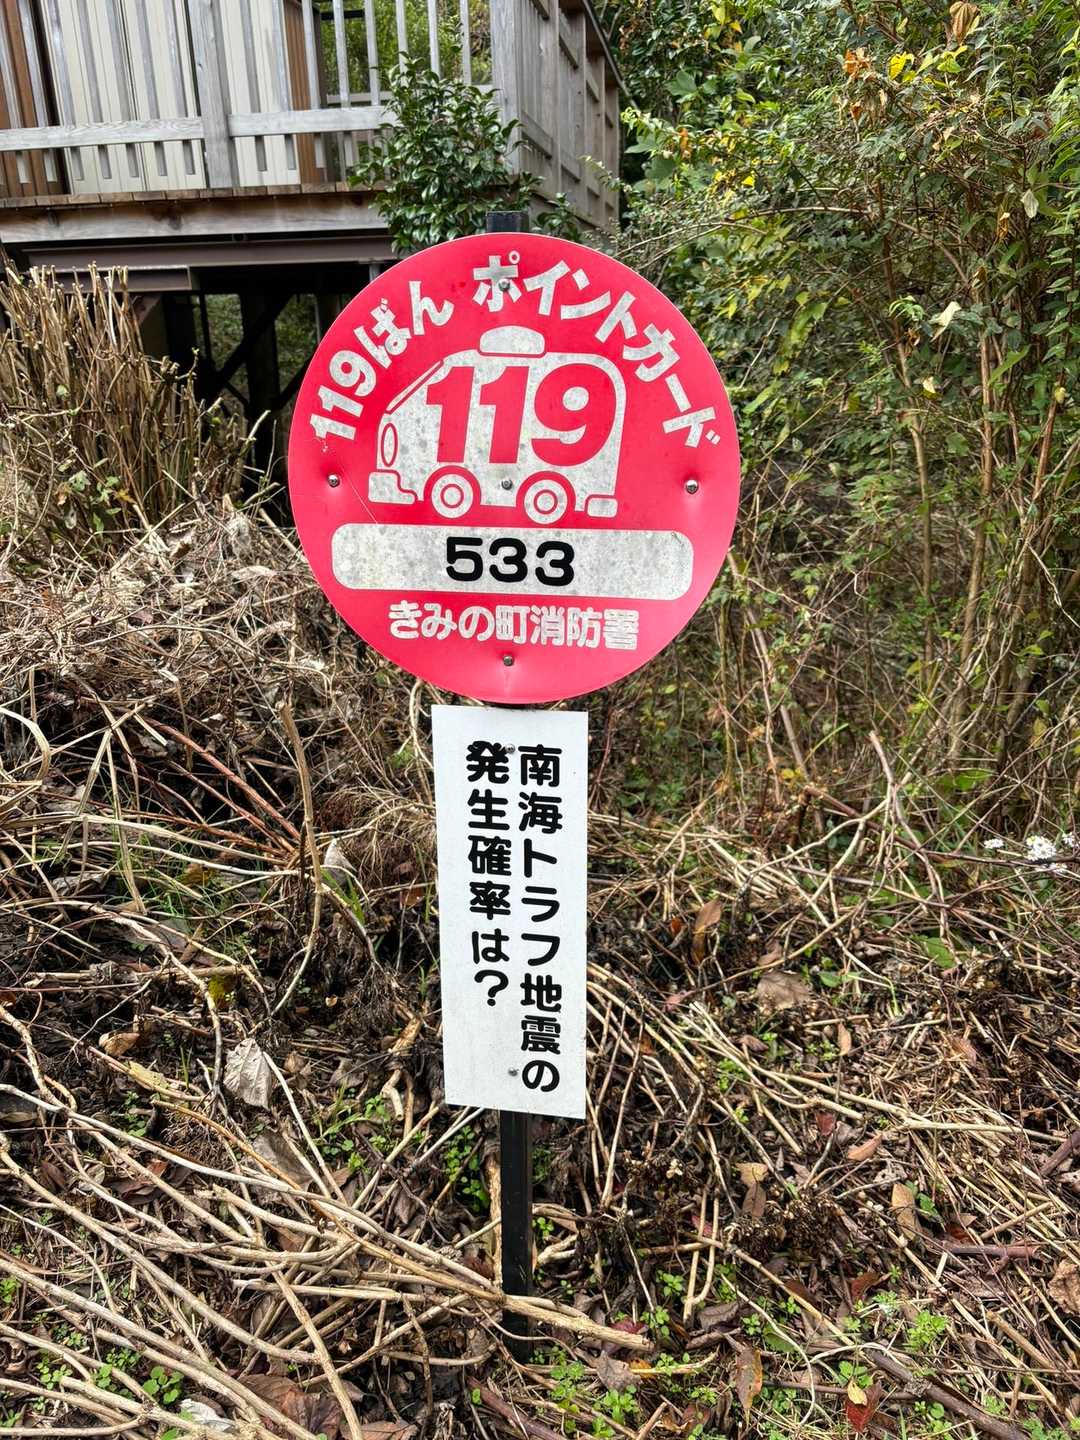 119ばん ポイントカード
119
533
きみの町消防署
南海トラフ地震の
発生確率は?